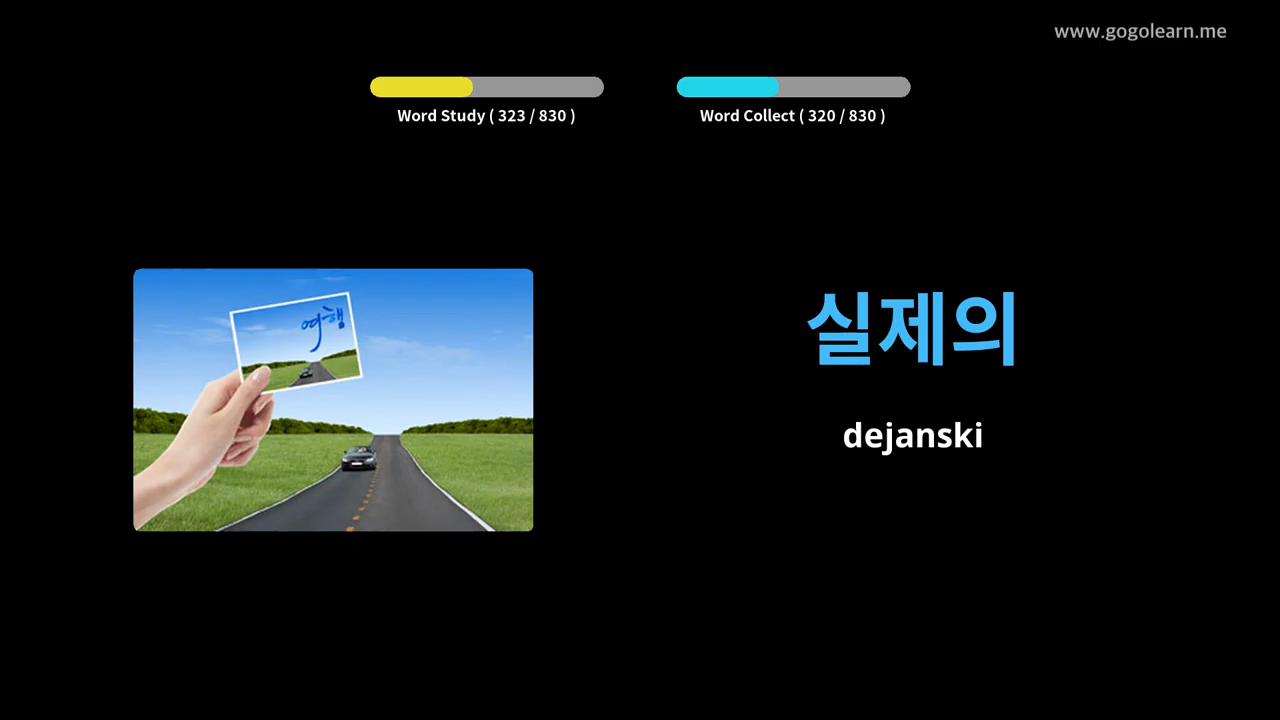 www.gogolearn.me
Word Study ( 323 / 830 )
Word Collect ( 320 / 830 )
여행
실제의
dejanski